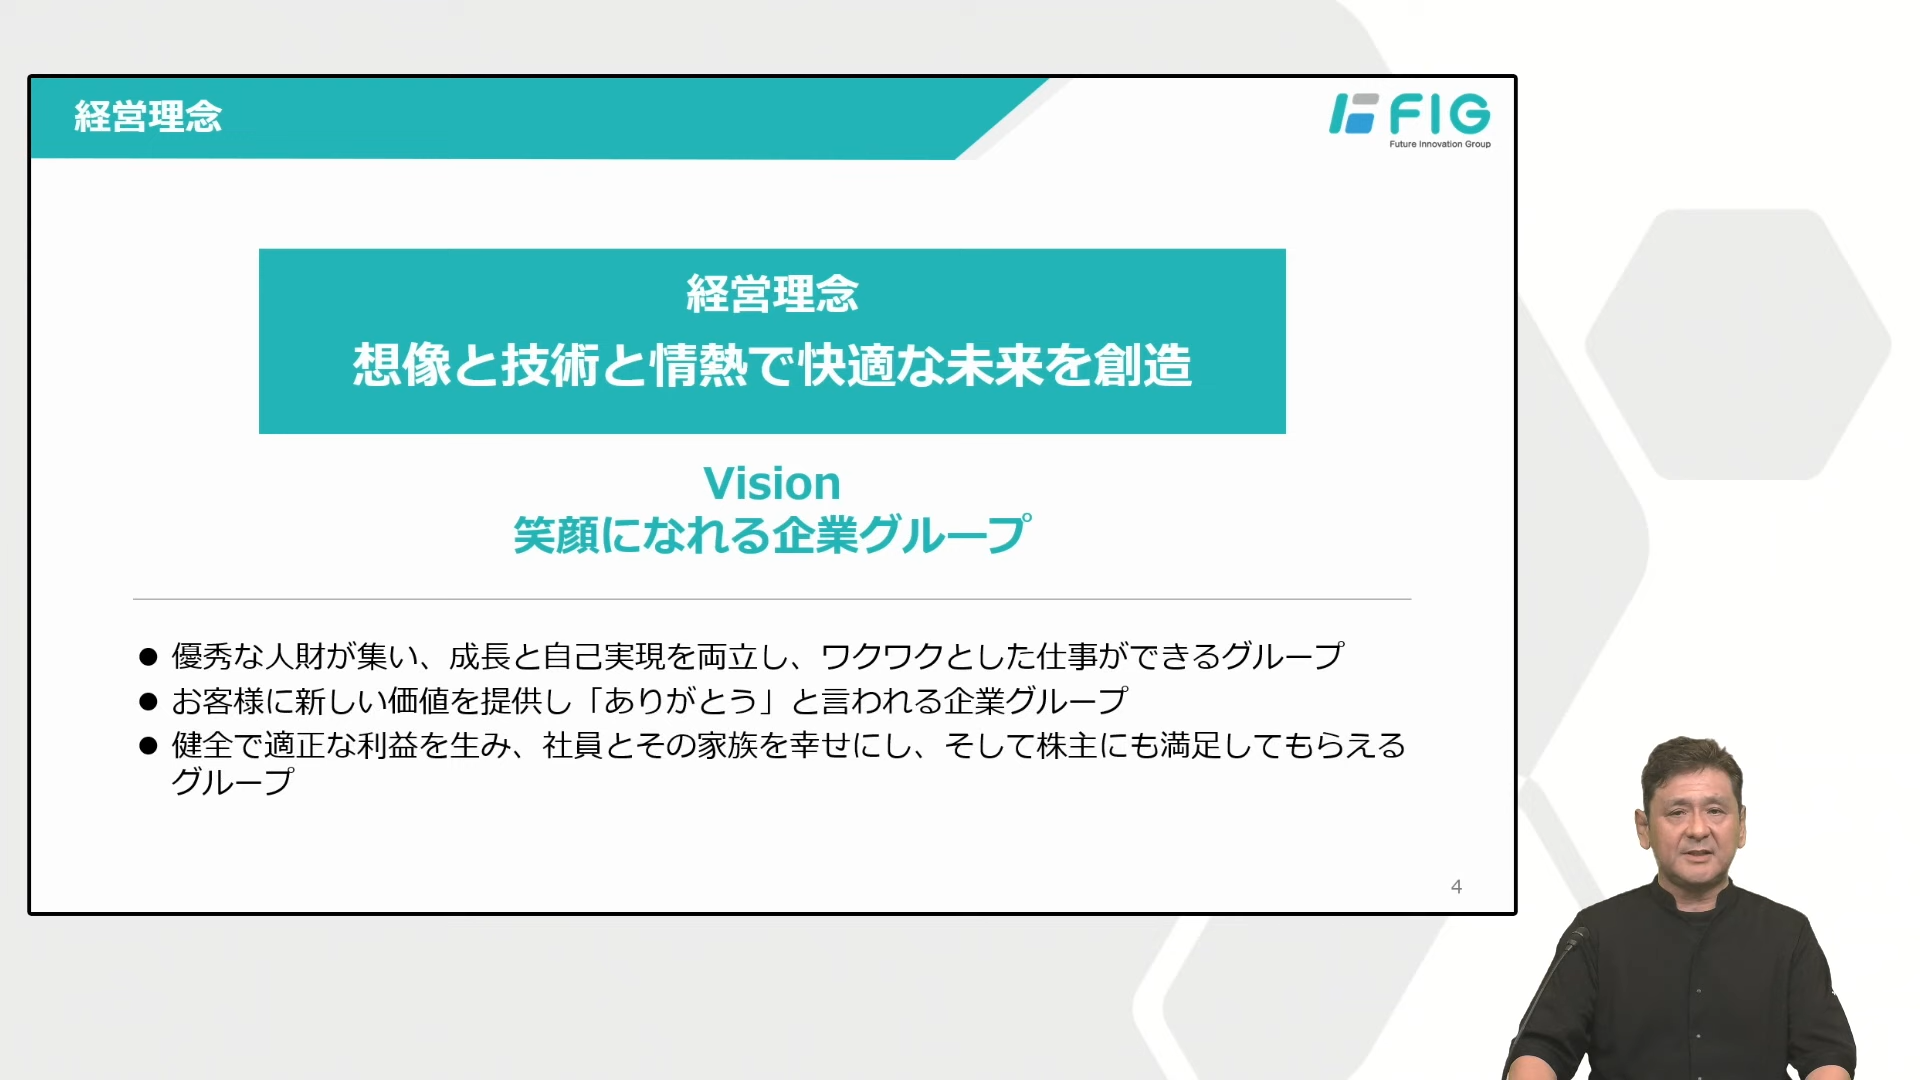 経営理念
FIG
Future Innovation Group
経営理念
想像と技術と情熱で快適な未来を創造
Vision
笑顔になれる企業グループ
● 優秀な人財が集い、成長と自己実現を両立し、ワクワクとした仕事ができるグループ
● お客様に新しい価値を提供し「ありがとう」と言われる企業グループ
● 健全で適正な利益を生み、社員とその家族を幸せにし、そして株主にも満足してもらえる
グループ
4